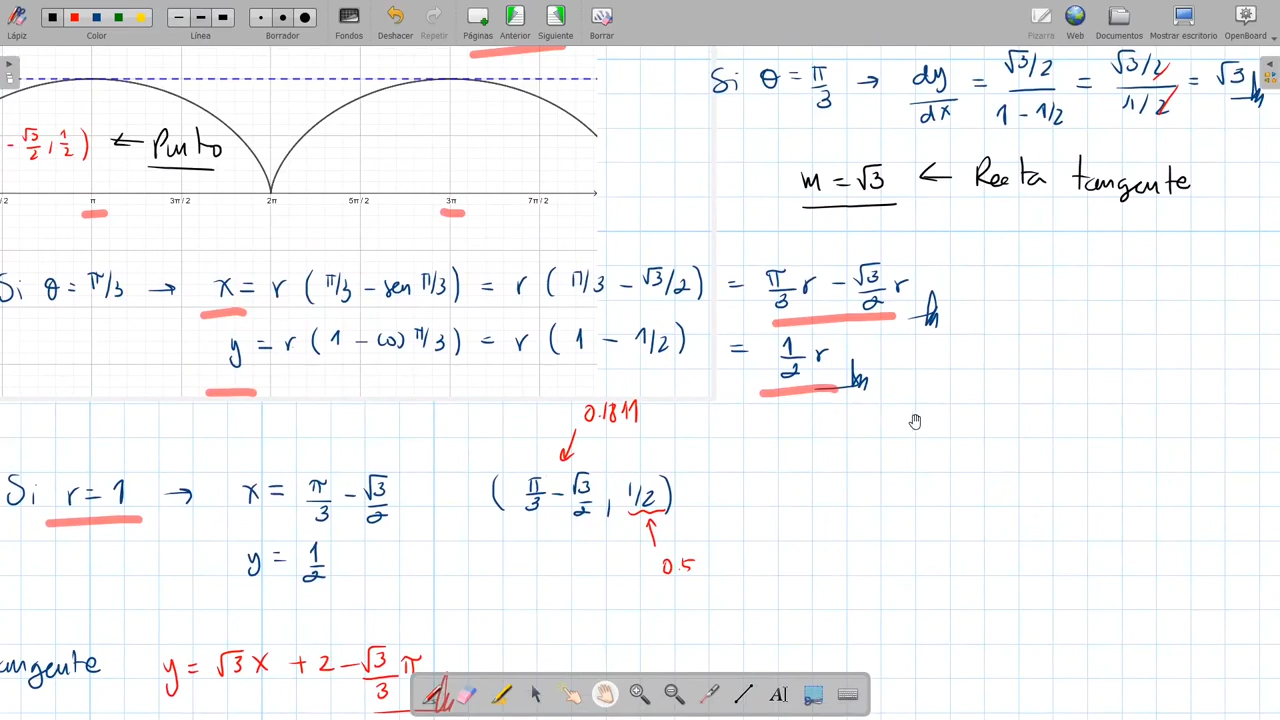 Lápiz Color Línea Borrador Fondos Deshacer Repetir Páginas Anterior Siguiente Borrar Pizarra Web Documentos Mostrar escritorio OpenBoard
Si θ = π/3 → dy/dx = √3/2 / 1 - 1/2 = √3/2 / 1/2 = √3
- √3/2 , 1/2 ) ← Punto
m = √3 ← Recta tangente
π/2 π 3π/2 2π 5π/2 3π 7π/2
Si θ = π/3 → x = r ( π/3 - sen π/3 ) = r ( π/3 - √3/2 ) = π/3 r - √3/2 r
y = r ( 1 - cos π/3 ) = r ( 1 - 1/2 ) = 1/2 r
0.1811
Si r = 1 → x = π/3 - √3/2 ( π/3 - √3/2 , 1/2 )
y = 1/2
0.5
tangente y = √3 x + 2 - √3/3 π
AI